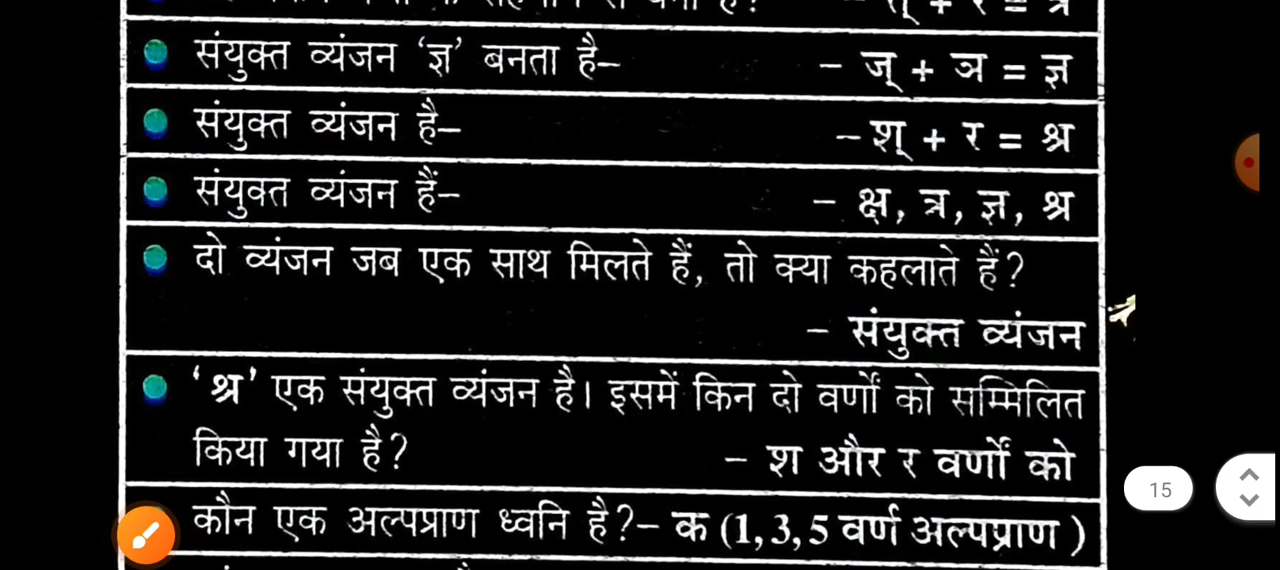 त् + र = त्र
संयुक्त व्यंजन ‘ज्ञ’ बनता है– – ज् + ञ = ज्ञ
संयुक्त व्यंजन है– – श् + र = श्र
संयुक्त व्यंजन हैं– – क्ष, त्र, ज्ञ, श्र
दो व्यंजन जब एक साथ मिलते हैं, तो क्या कहलाते हैं?
– संयुक्त व्यंजन
‘श्र’ एक संयुक्त व्यंजन है। इसमें किन दो वर्णों को सम्मिलित
किया गया है? – श और र वर्णों को
15
कौन एक अल्पप्राण ध्वनि है?– क (1, 3, 5 वर्ण अल्पप्राण )